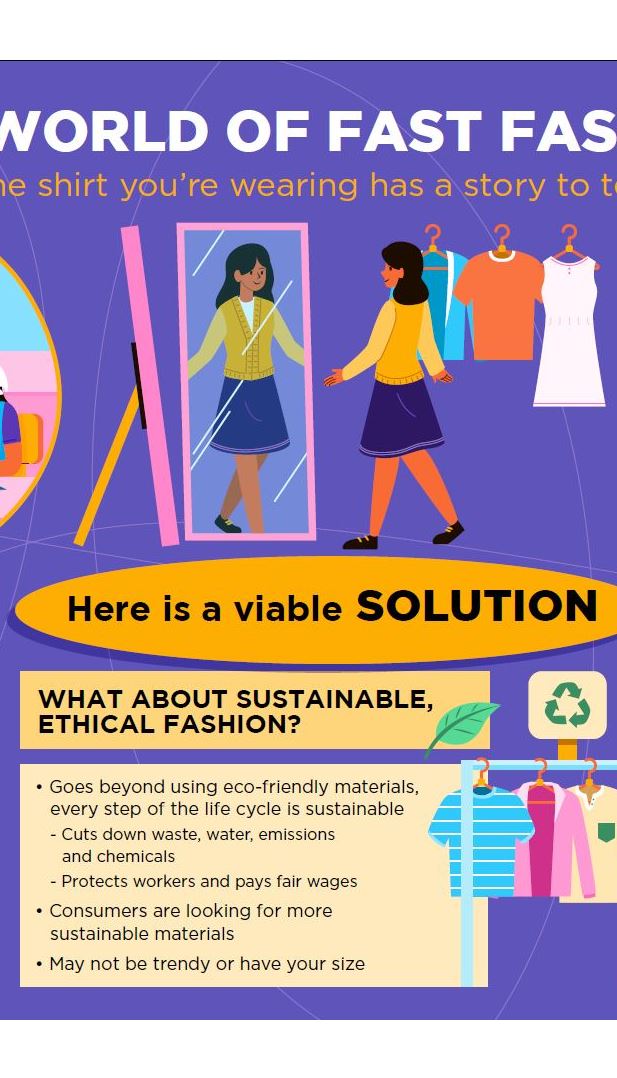 WORLD OF FAST FAS
he shirt you're wearing has a story to te
Here is a viable SOLUTION
WHAT ABOUT SUSTAINABLE,
ETHICAL FASHION?
• Goes beyond using eco-friendly materials,
every step of the life cycle is sustainable
- Cuts down waste, water, emissions
and chemicals
- Protects workers and pays fair wages
• Consumers are looking for more
sustainable materials
• May not be trendy or have your size